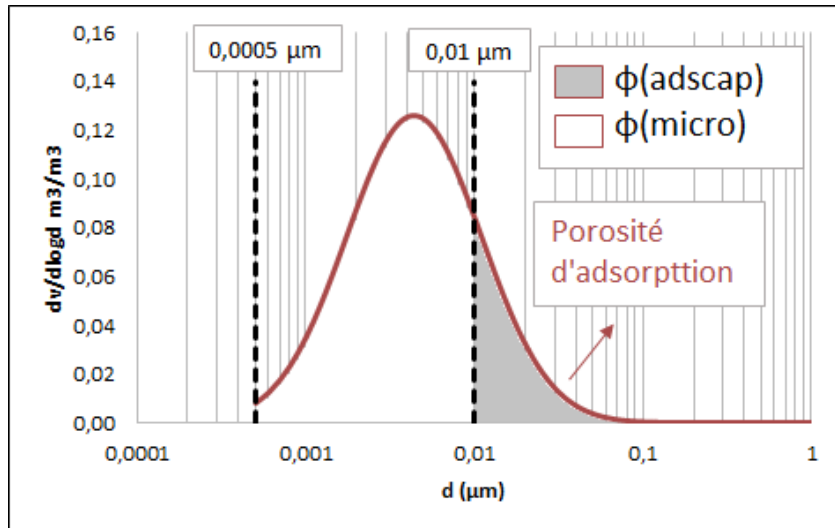 0,16
0,14
0,12
0,10
0,08
0,06
0,04
0,02
0,00
dv/dlogd m3/m3
0,0005 µm
0,01 µm
ϕ(adscap)
ϕ(micro)
Porosité
d'adsorpttion
0,0001
0,001
0,01
0,1
1
d (µm)